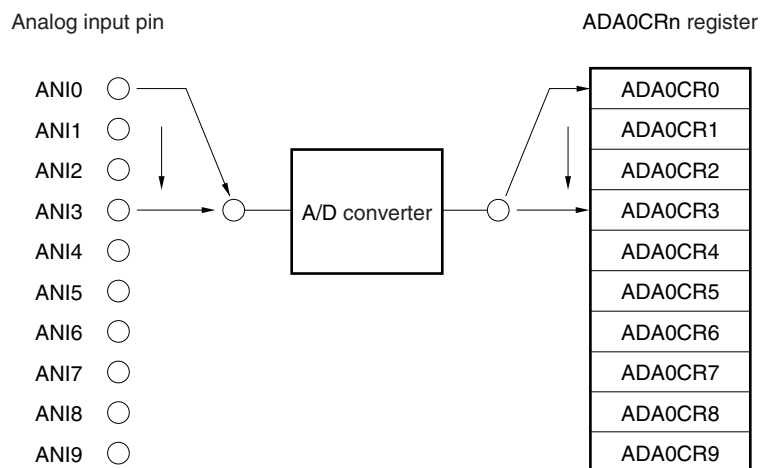 Analog input pin
ADA0CRn register
ANI0
ADA0CR0
ANI1
ADA0CR1
ANI2
ADA0CR2
ANI3
A/D converter
ADA0CR3
ANI4
ADA0CR4
ANI5
ADA0CR5
ANI6
ADA0CR6
ANI7
ADA0CR7
ANI8
ADA0CR8
ANI9
ADA0CR9